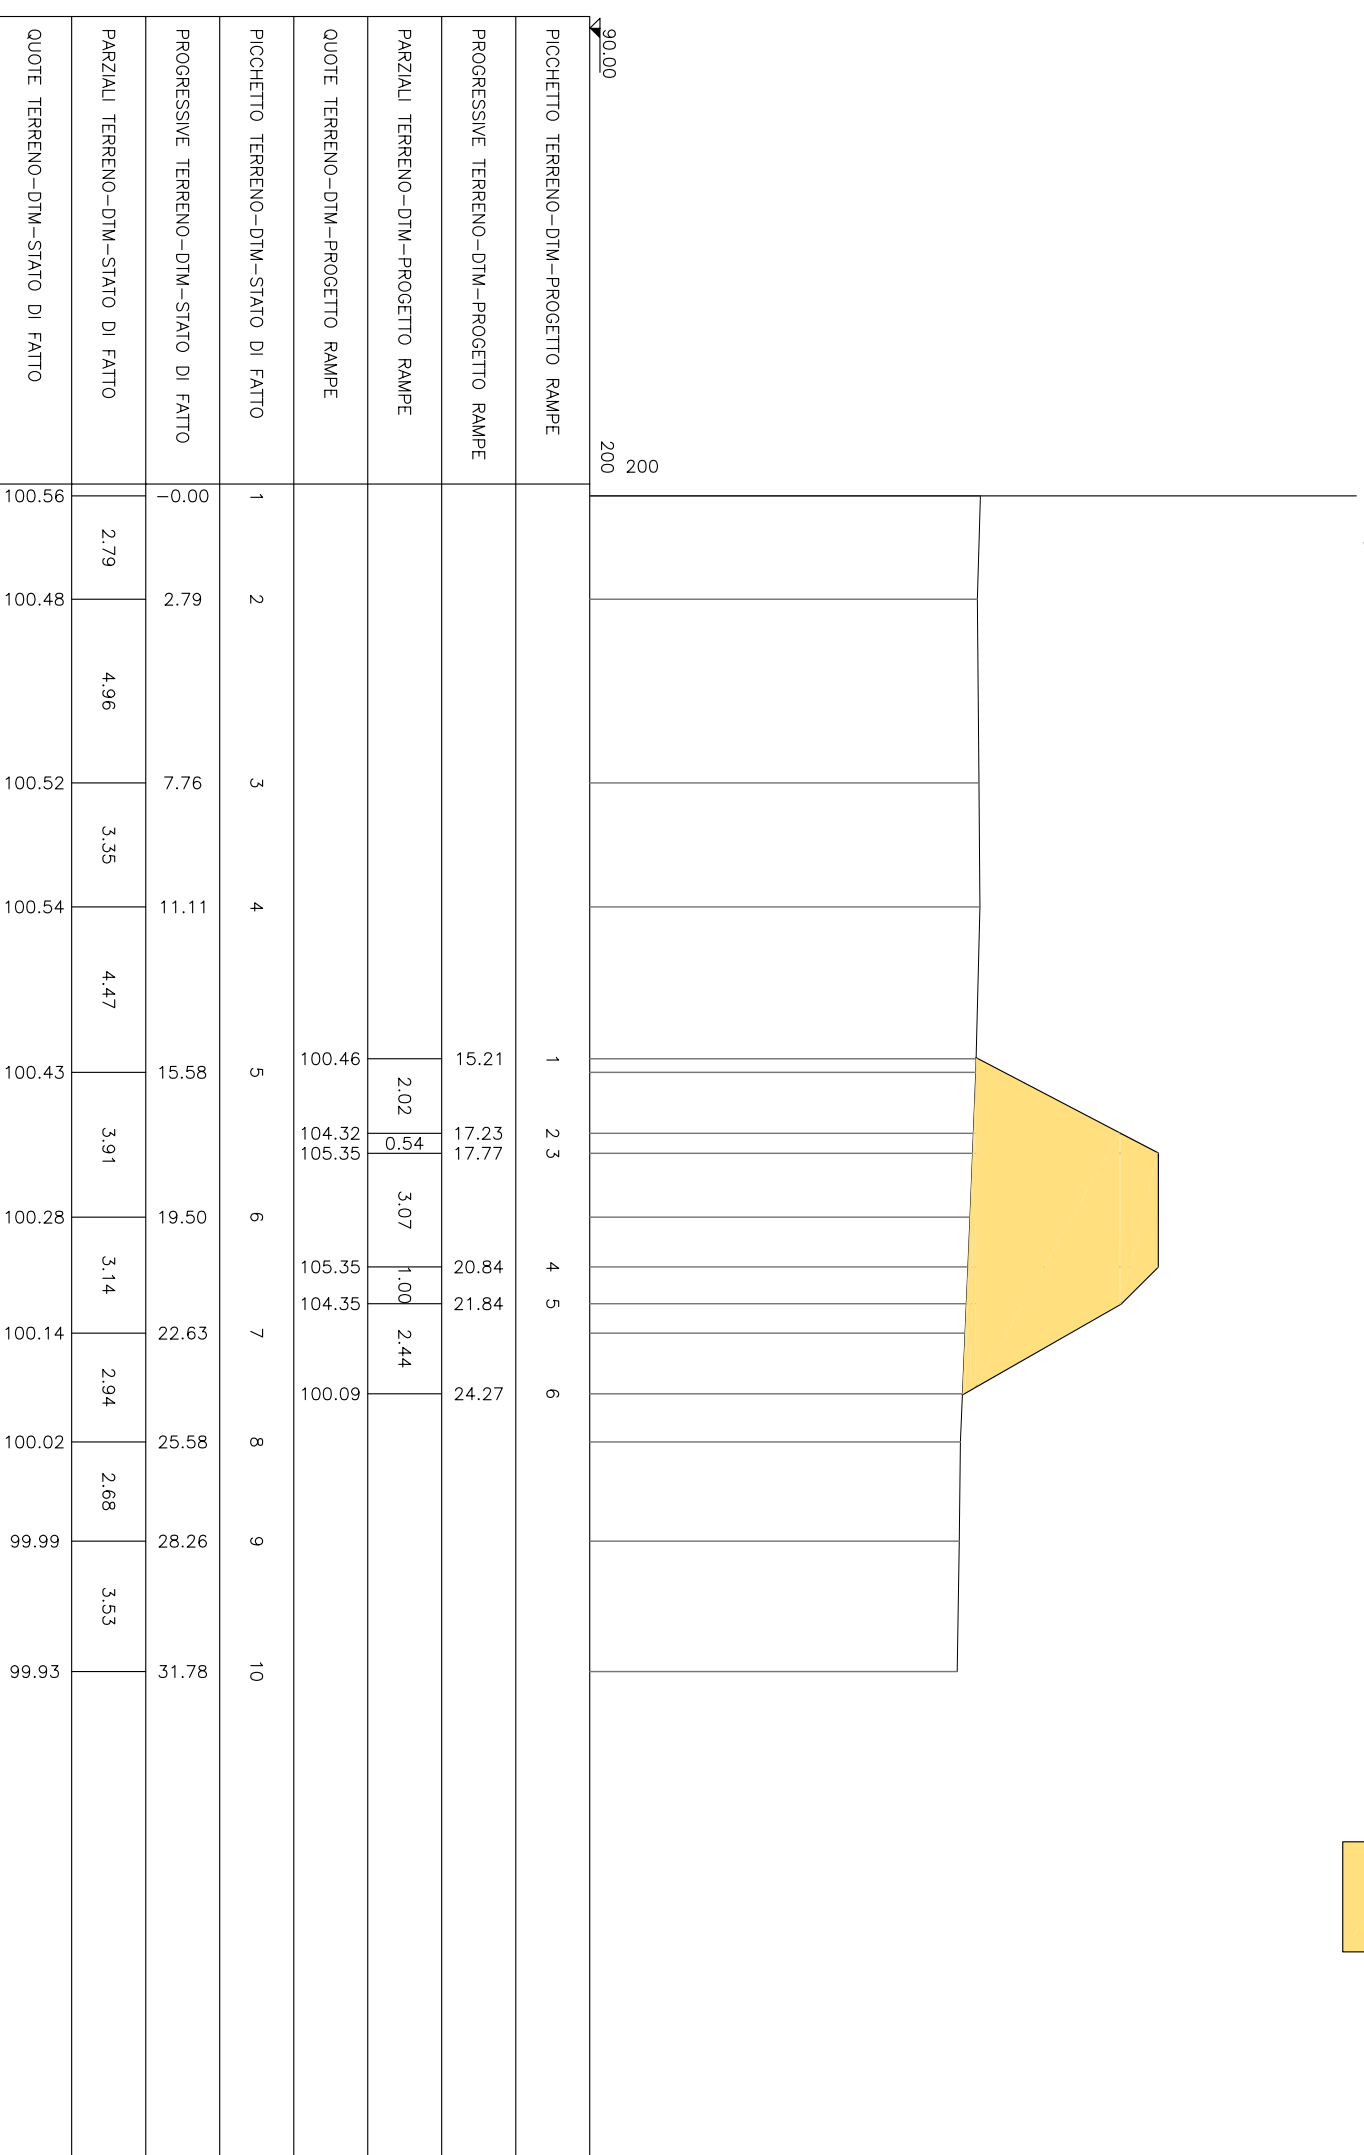 90.00
200 200
PICCHETTO TERRENO-DTM-PROGETTO RAMPE
1 2 3 4 5 6
PROGRESSIVE TERRENO-DTM-PROGETTO RAMPE
15.21 17.23 17.77 20.84 21.84 24.27
PARZIALI TERRENO-DTM-PROGETTO RAMPE
2.02 0.54 3.07 1.00 2.44
QUOTE TERRENO-DTM-PROGETTO RAMPE
100.46 104.32 105.35 105.35 104.35 100.09
PICCHETTO TERRENO-DTM-STATO DI FATTO
1 2 3 4 5 6 7 8 9 10
PROGRESSIVE TERRENO-DTM-STATO DI FATTO
-0.00 2.79 7.76 11.11 15.58 19.50 22.63 25.58 28.26 31.78
PARZIALI TERRENO-DTM-STATO DI FATTO
2.79 4.96 3.35 4.47 3.91 3.14 2.94 2.68 3.53
QUOTE TERRENO-DTM-STATO DI FATTO
100.56 100.48 100.52 100.54 100.43 100.28 100.14 100.02 99.99 99.93